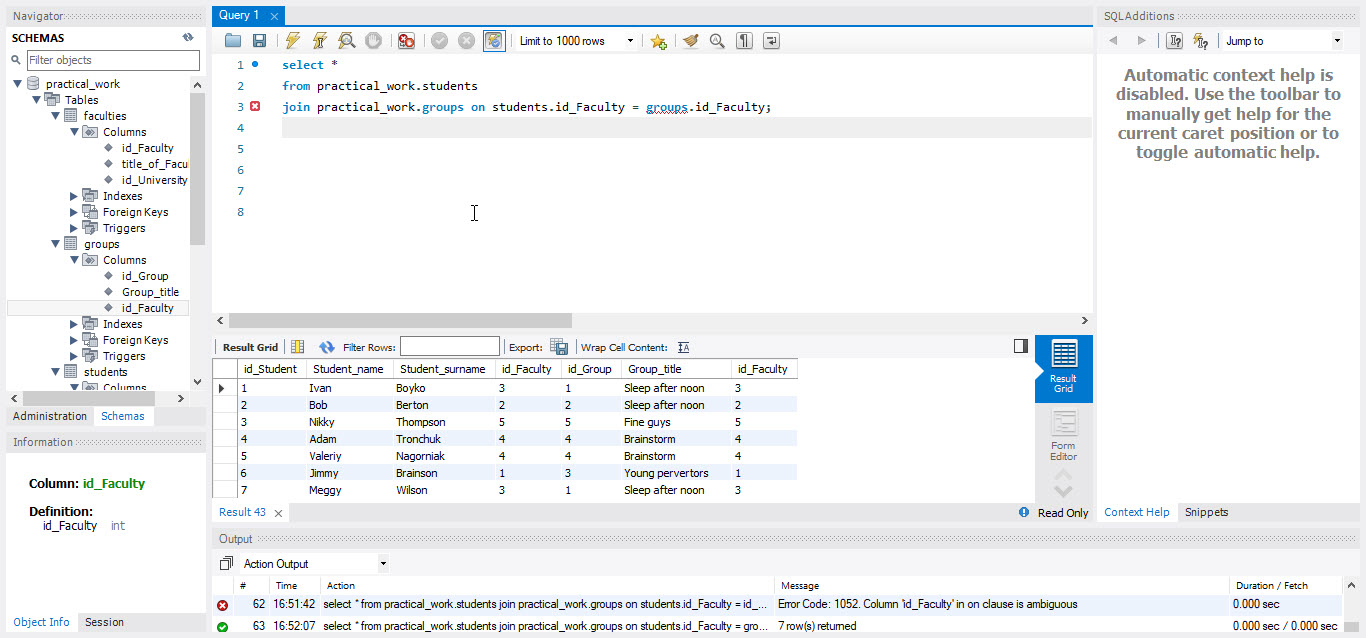 Navigator
SCHEMAS
Filter objects
practical_work
Tables
faculties
Columns
id_Faculty
title_of_Facu
id_University
Indexes
Foreign Keys
Triggers
groups
Columns
id_Group
Group_title
id_Faculty
Indexes
Foreign Keys
Triggers
students
Columns
Administration Schemas
Information
Column: id_Faculty
Definition:
id_Faculty int
Object Info Session
Query 1
Limit to 1000 rows
1 select *
2 from practical_work.students
3 join practical_work.groups on students.id_Faculty = groups.id_Faculty;
4
5
6
7
8
Result Grid Filter Rows: Export: Wrap Cell Content:
id_Student Student_name Student_surname id_Faculty id_Group Group_title id_Faculty
1 Ivan Boyko 3 1 Sleep after noon 3
2 Bob Berton 2 2 Sleep after noon 2
3 Nikky Thompson 5 5 Fine guys 5
4 Adam Tronchuk 4 4 Brainstorm 4
5 Valeriy Nagorniak 4 4 Brainstorm 4
6 Jimmy Brainson 1 3 Young pervertors 1
7 Meggy Wilson 3 1 Sleep after noon 3
Result Grid
Form Editor
Result 43
Read Only
Output
Action Output
# Time Action Message Duration / Fetch
62 16:51:42 select * from practical_work.students join practical_work.groups on students.id_Faculty = id_... Error Code: 1052. Column 'id_Faculty' in on clause is ambiguous 0.000 sec
63 16:52:07 select * from practical_work.students join practical_work.groups on students.id_Faculty = gro... 7 row(s) returned 0.000 sec / 0.000 sec
SQLAdditions
Jump to
Automatic context help is
disabled. Use the toolbar to
manually get help for the
current caret position or to
toggle automatic help.
Context Help Snippets